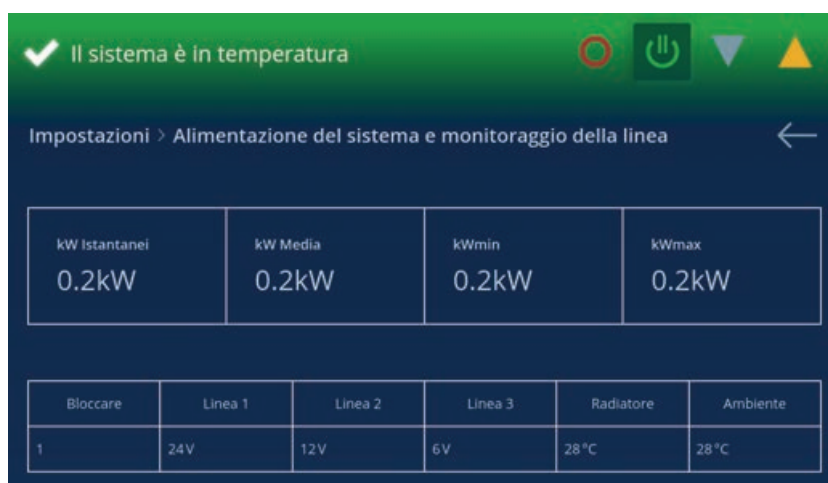 Il sistema è in temperatura
Impostazioni > Alimentazione del sistema e monitoraggio della linea
kW Istantanei kW Media kWmin kWmax
0.2kW 0.2kW 0.2kW 0.2kW
Bloccare Linea 1 Linea 2 Linea 3 Radiatore Ambiente
1 24V 12V 6V 28°C 28°C